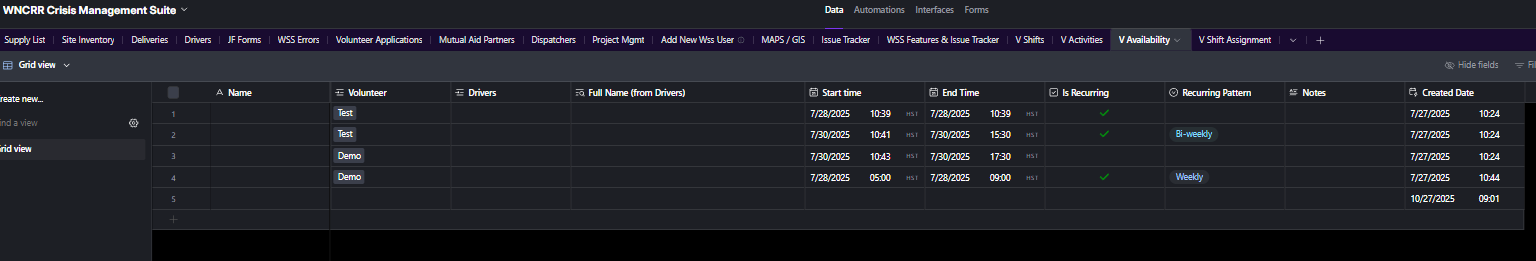 WNCRR Crisis Management Suite
Data Automations Interfaces Forms
Supply List Site Inventory Deliveries Drivers JF Forms WSS Errors Volunteer Applications Mutual Aid Partners Dispatchers Project Mgmt Add New Wss User MAPS / GIS Issue Tracker WSS Features & Issue Tracker V Shifts V Activities V Availability V Shift Assignment +
Grid view Hide fields Fil
reate new... Name Volunteer Drivers Full Name (from Drivers) Start time End Time Is Recurring Recurring Pattern Notes Created Date
1 Test 7/28/2025 10:39 HST 7/28/2025 10:39 HST 7/27/2025 10:24
ind a view
2 Test 7/30/2025 10:41 HST 7/30/2025 15:30 HST Bi-weekly 7/27/2025 10:24
rid view
3 Demo 7/30/2025 10:43 HST 7/30/2025 17:30 HST 7/27/2025 10:24
4 Demo 7/28/2025 05:00 HST 7/28/2025 09:00 HST Weekly 7/27/2025 10:44
5 10/27/2025 09:01
+